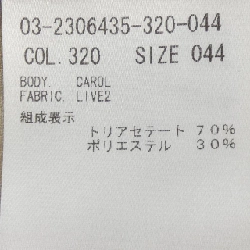 03-2306435-320-044
COL. 320 SIZE 044
BODY. CAROL
FABRIC. LIVE2
組成表示
トリアセテート 70%
ポリエステル 30%